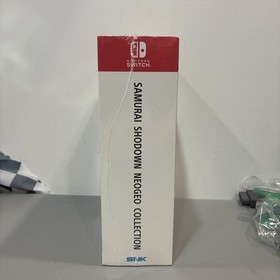 NINTENDO
SWITCH
SAMURAI SHODOWN NEOGEO COLLECTION
SNK